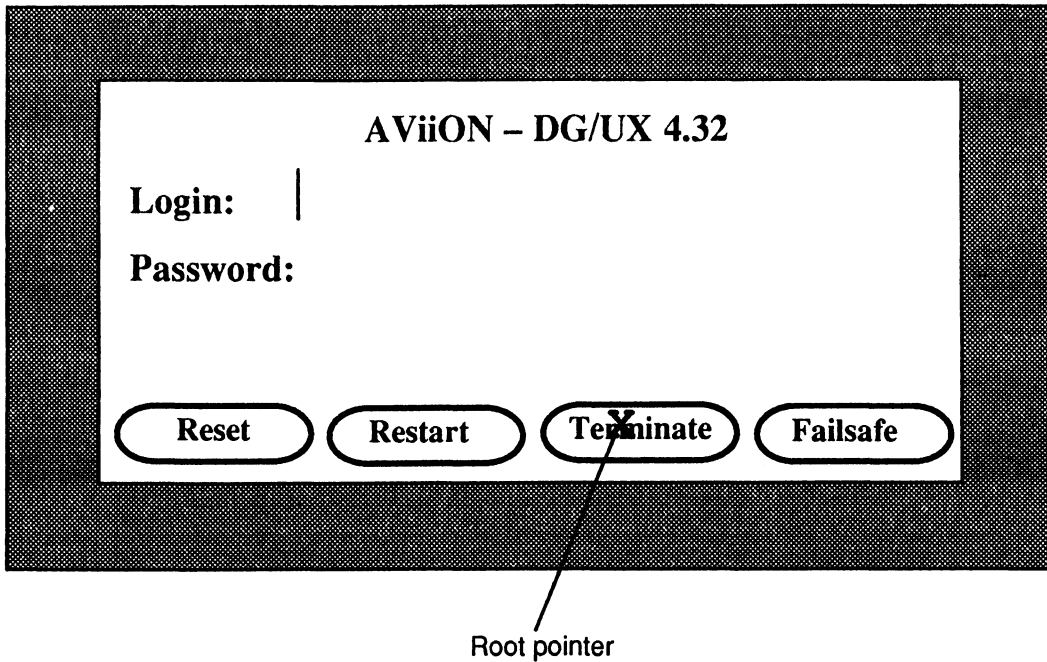 AViiON – DG/UX 4.32
Login:
Password:
Reset Restart Terminate Failsafe
X
Root pointer